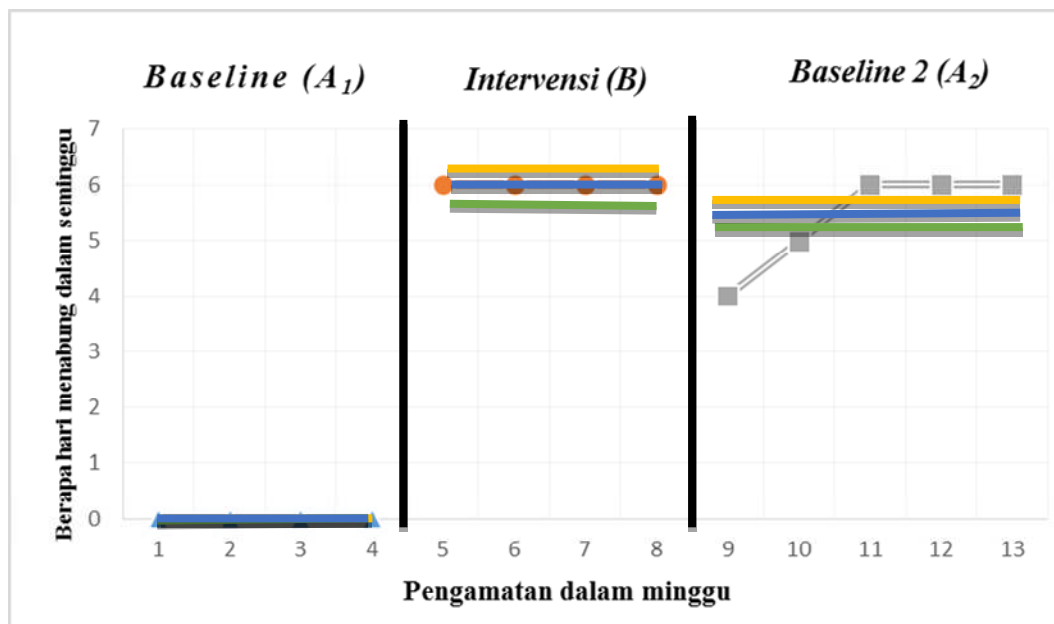 Baseline (A1)
Intervensi (B)
Baseline 2 (A2)
Berapa hari menabung dalam seminggu
7
6
5
4
3
2
1
0
1 2 3 4 5 6 7 8 9 10 11 12 13
Pengamatan dalam minggu